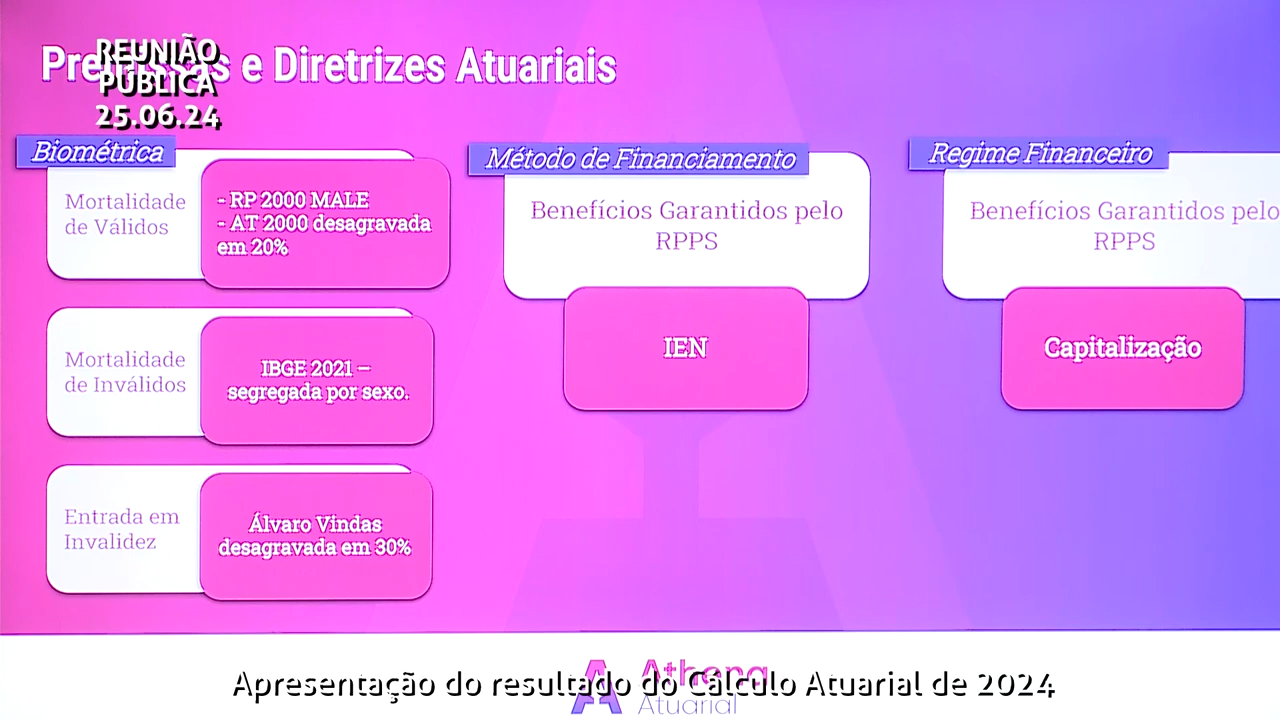 Premissas e Diretrizes Atuariais
REUNIÃO
PÚBLICA
25.06.24
Biométrica
Mortalidade
de Válidos
- RP 2000 MALE
- AT 2000 desagravada
em 20%
Mortalidade
de Inválidos
IBGE 2021 –
segregada por sexo.
Entrada em
Invalidez
Álvaro Vindas
desagravada em 30%
Método de Financiamento
Benefícios Garantidos pelo
RPPS
IEN
Regime Financeiro
Benefícios Garantidos pelo
RPPS
Capitalização
Athena
Atuarial
Apresentação do resultado do Cálculo Atuarial de 2024